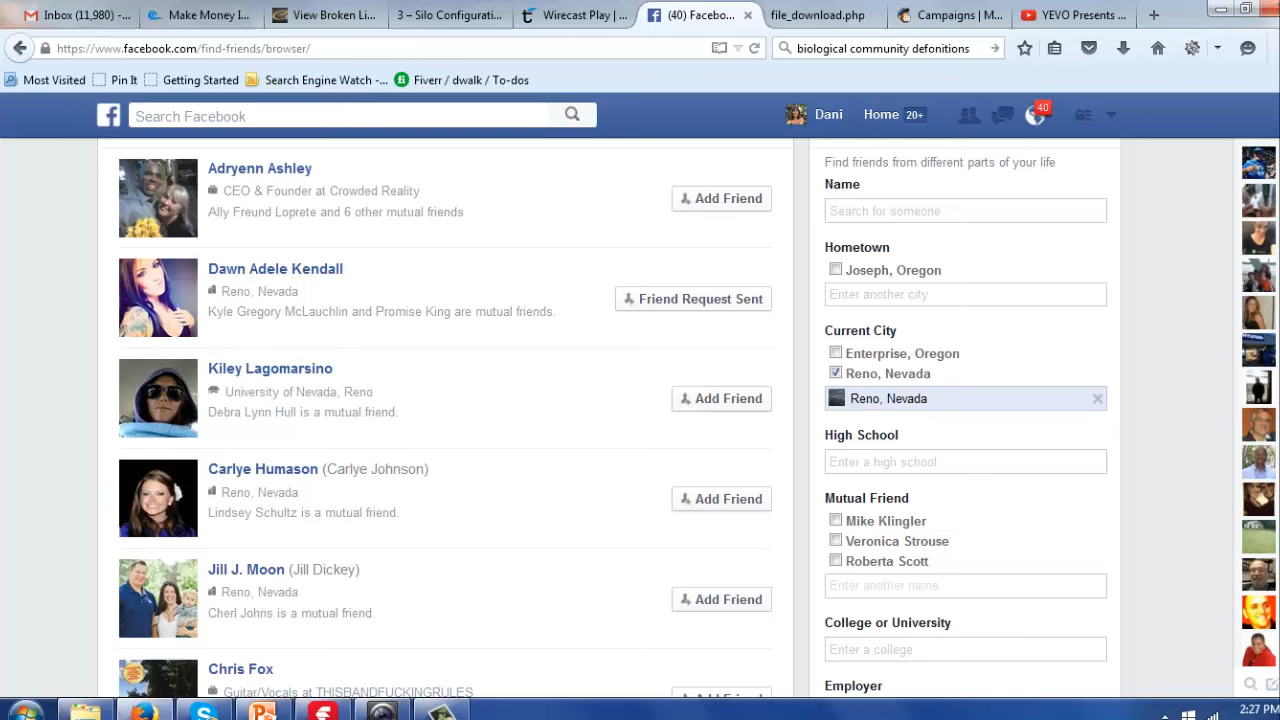 Inbox (11,980) -
Make Money I...
View Broken Li...
3 – Silo Configurati...
Wirecast Play |...
(40) Facebo...
file_download.php
Campaigns | M...
YEVO Presents ...
https://www.facebook.com/find-friends/browser/
biological community defonitions
Most Visited
Pin It
Getting Started
Search Engine Watch -...
Fiverr / dwalk / To-dos
Search Facebook
Dani
Home 20+
40
Adryenn Ashley
CEO & Founder at Crowded Reality
Ally Freund Loprete and 6 other mutual friends
Add Friend
Dawn Adele Kendall
Reno, Nevada
Kyle Gregory McLauchlin and Promise King are mutual friends.
Friend Request Sent
Kiley Lagomarsino
University of Nevada, Reno
Debra Lynn Hull is a mutual friend.
Add Friend
Carlye Humason (Carlye Johnson)
Reno, Nevada
Lindsey Schultz is a mutual friend.
Add Friend
Jill J. Moon (Jill Dickey)
Reno, Nevada
Cherl Johns is a mutual friend.
Add Friend
Chris Fox
Guitar/Vocals at THISBANDFUCKINGRULES
Add Friend
Find friends from different parts of your life
Name
Search for someone
Hometown
Joseph, Oregon
Enter another city
Current City
Enterprise, Oregon
Reno, Nevada
Reno, Nevada
High School
Enter a high school
Mutual Friend
Mike Klingler
Veronica Strouse
Roberta Scott
Enter another name
College or University
Enter a college
Employer
2:27 PM